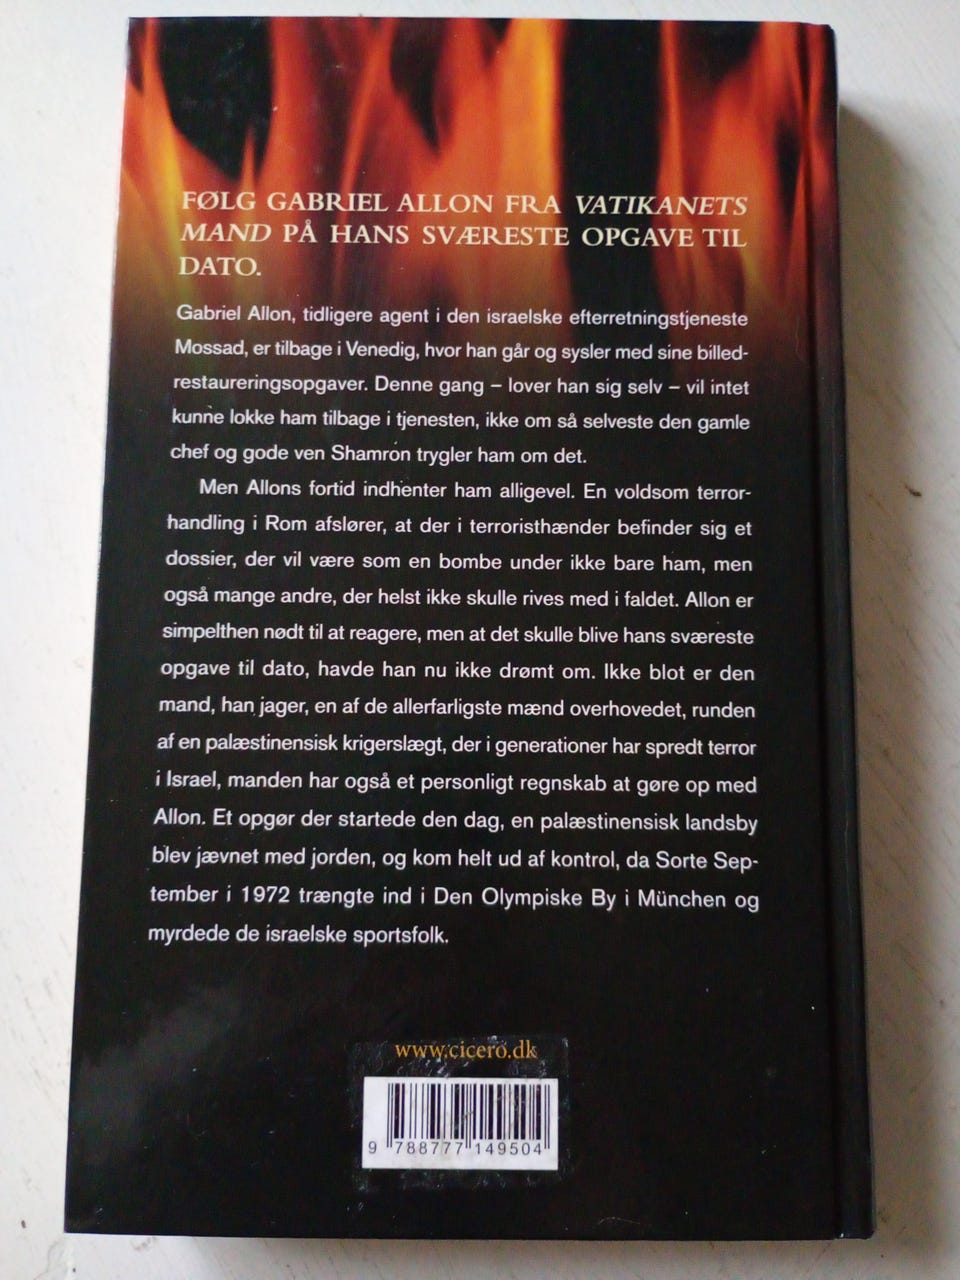 FØLG GABRIEL ALLON FRA VATIKANETS
MAND PÅ HANS SVÆRESTE OPGAVE TIL
DATO.
Gabriel Allon, tidligere agent i den israelske efterretningstjeneste
Mossad, er tilbage i Venedig, hvor han går og sysler med sine billed-
restaureringsopgaver. Denne gang – lover han sig selv – vil intet
kunne lokke ham tilbage i tjenesten, ikke om så selveste den gamle
chef og gode ven Shamron trygler ham om det.
Men Allons fortid indhenter ham alligevel. En voldsom terror-
handling i Rom afslører, at der i terroristhænder befinder sig et
dossier, der vil være som en bombe under ikke bare ham, men
også mange andre, der helst ikke skulle rives med i faldet. Allon er
simpelthen nødt til at reagere, men at det skulle blive hans sværeste
opgave til dato, havde han nu ikke drømt om. Ikke blot er den
mand, han jager, en af de allerfarligste mænd overhovedet, runden
af en palæstinensisk krigerslægt, der i generationer har spredt terror
i Israel, manden har også et personligt regnskab at gøre op med
Allon. Et opgør der startede den dag, en palæstinensisk landsby
blev jævnet med jorden, og kom helt ud af kontrol, da Sorte Sep-
tember i 1972 trængte ind i Den Olympiske By i München og
myrdede de israelske sportsfolk.
www.cicero.dk
9 788777 149504